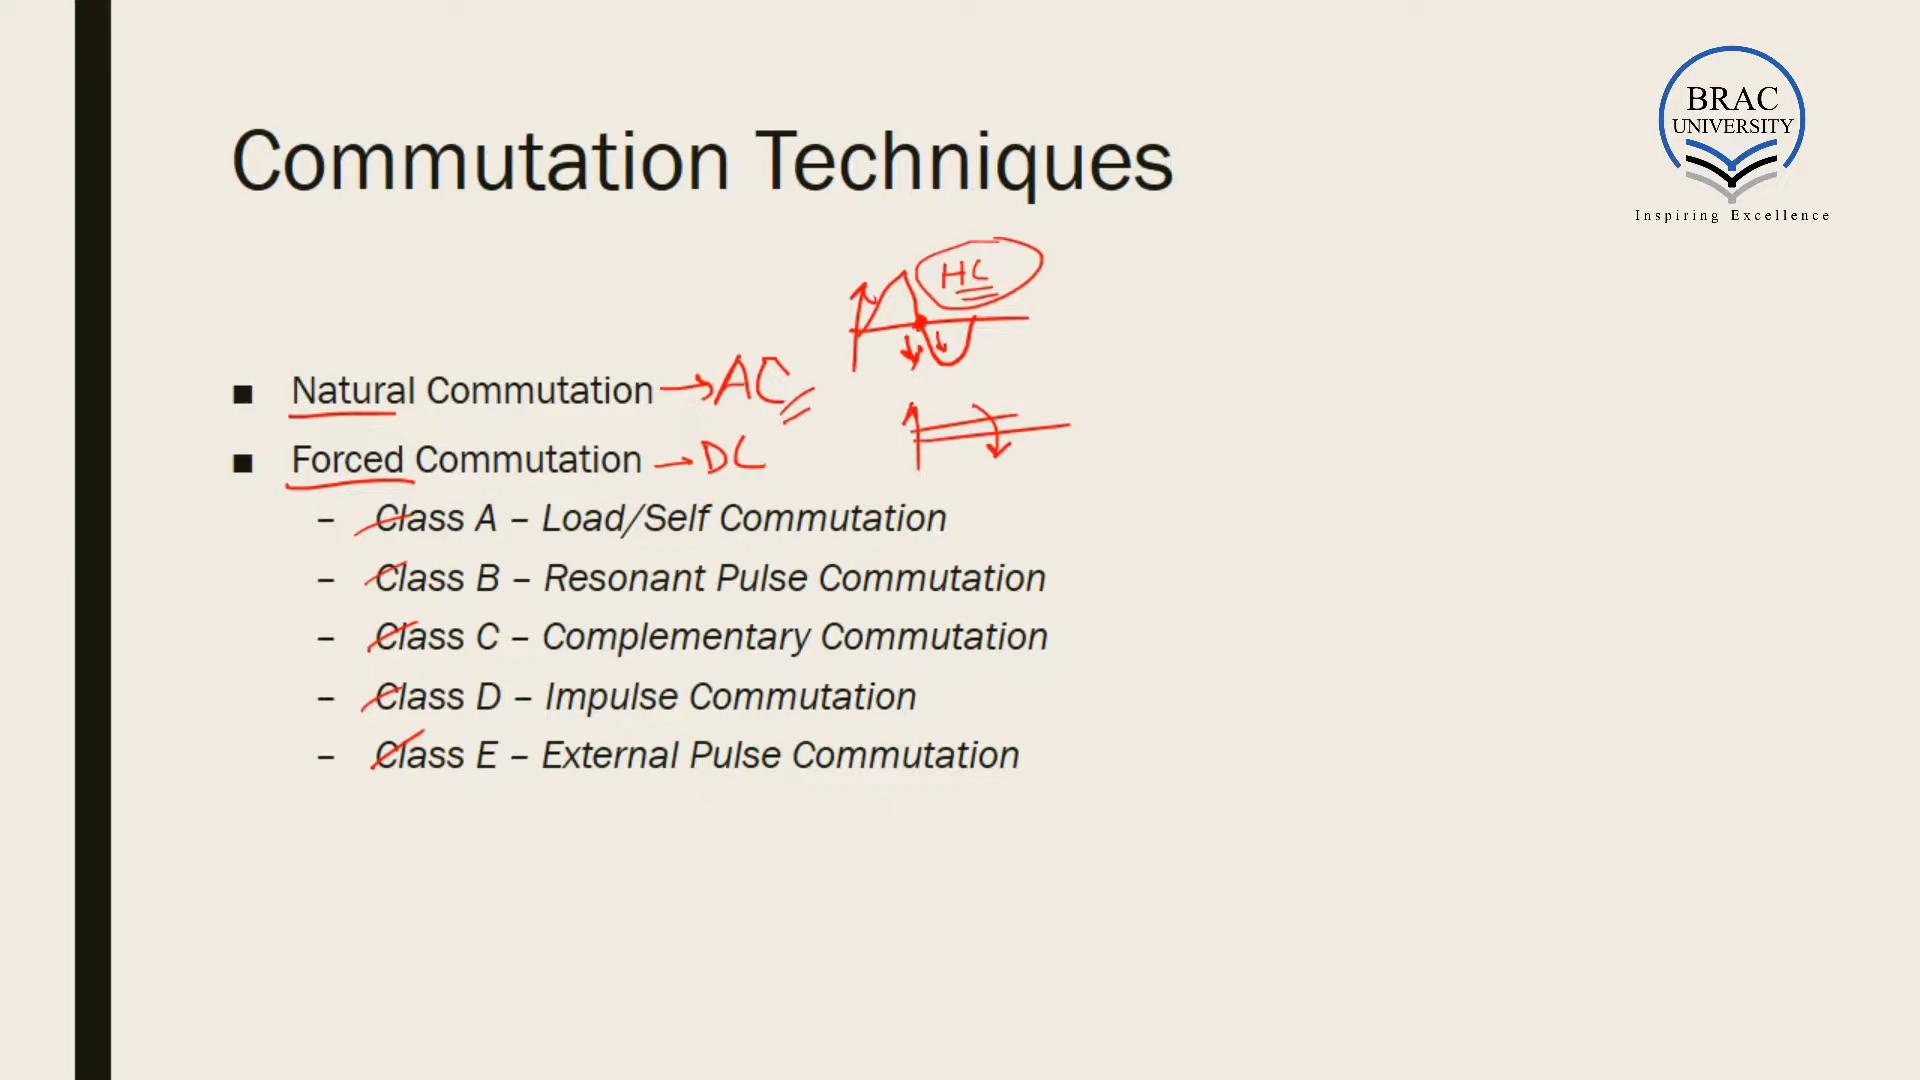 BRAC
UNIVERSITY
Inspiring Excellence
Commutation Techniques
HC
■ Natural Commutation → AC
■ Forced Commutation → DC
– Class A – Load/Self Commutation
– Class B – Resonant Pulse Commutation
– Class C – Complementary Commutation
– Class D – Impulse Commutation
– Class E – External Pulse Commutation